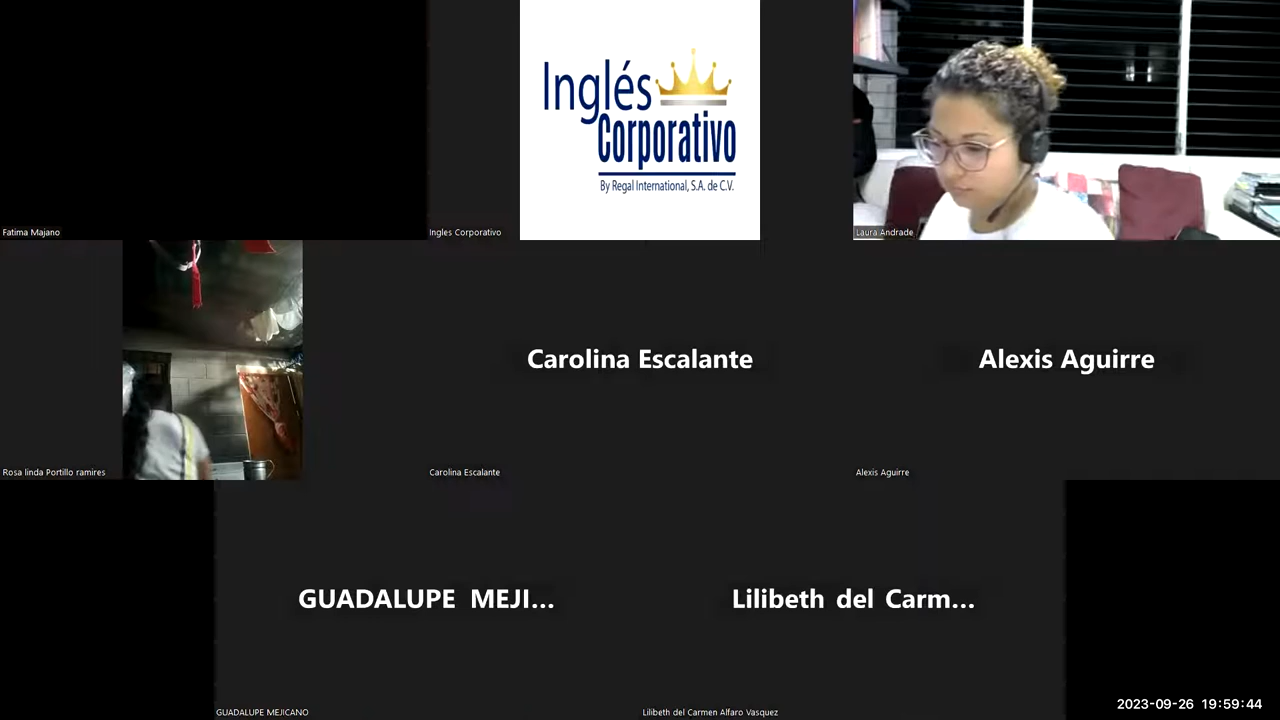 Inglés
Corporativo
By Regal International, S.A. de C.V.
Fatima Majano
Ingles Corporativo
Laura Andrade
Carolina Escalante
Alexis Aguirre
Rosa linda Portillo ramires
Carolina Escalante
Alexis Aguirre
GUADALUPE MEJI...
Lilibeth del Carm...
GUADALUPE MEJICANO
Lilibeth del Carmen Alfaro Vasquez
2023-09-26 19:59:44